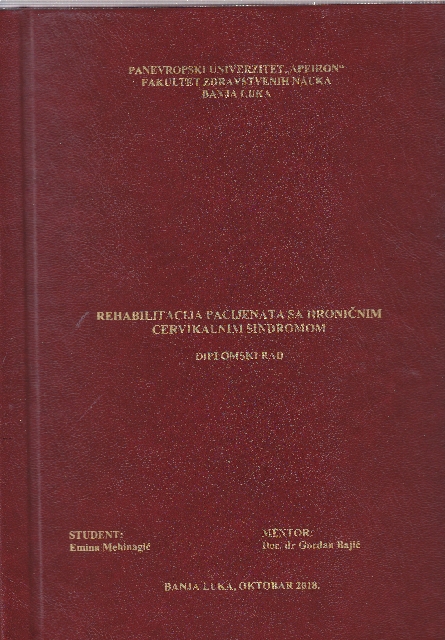 PANEVROPSKI UNIVERZITET „APEIRON“
FAKULTET ZDRAVSTVENIH NAUKA
BANJA LUKA
REHABILITACIJA PACIJENATA SA HRONIČNIM
CERVIKALNIM SINDROMOM
DIPLOMSKI RAD
STUDENT:
Emina Mehinagić
MENTOR:
Doc. dr Gordan Bajić
BANJA LUKA, OKTOBAR 2018.